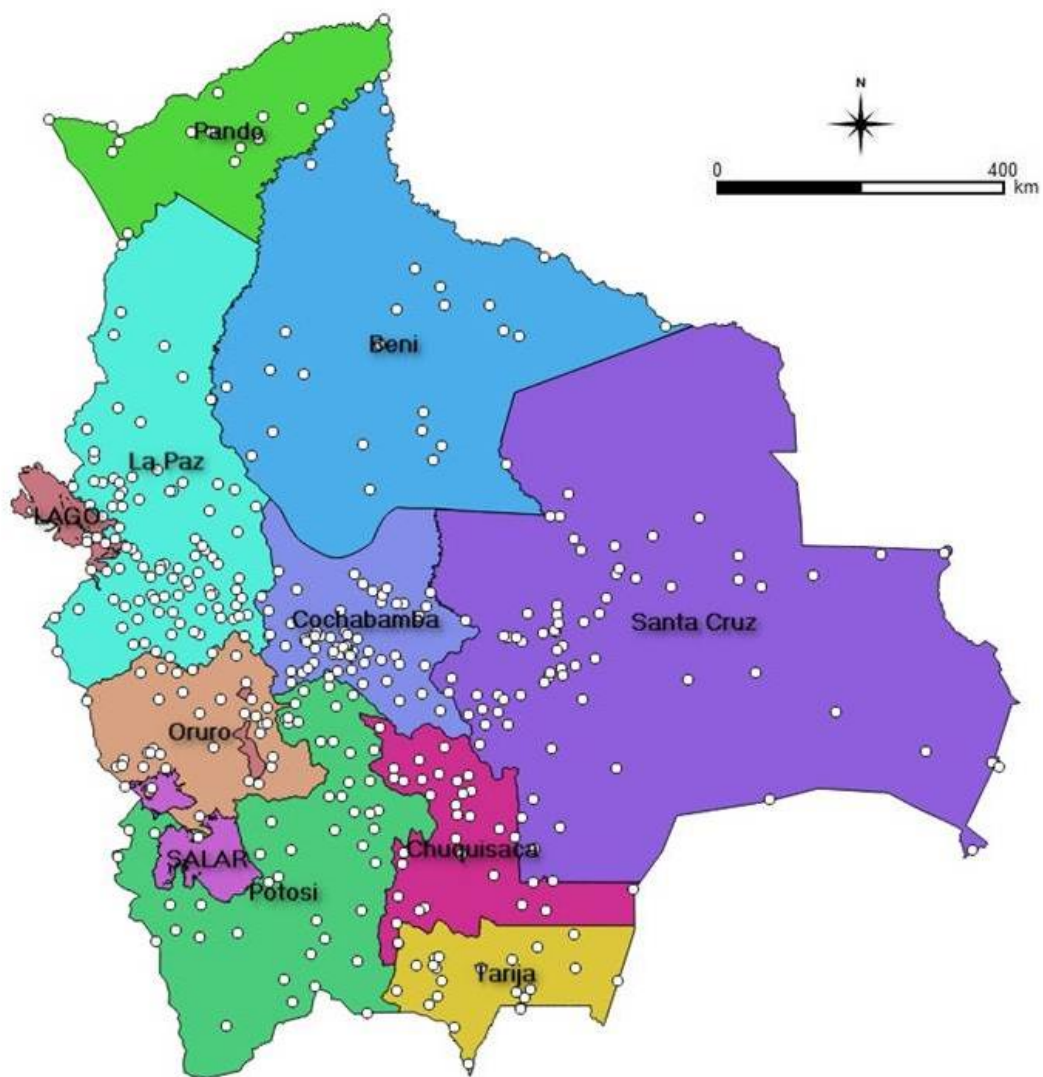 N
0 400
km
Pando
Beni
La Paz
LAGO
Cochabamba
Santa Cruz
Oruro
SALAR
Chuquisaca
Potosi
Tarija